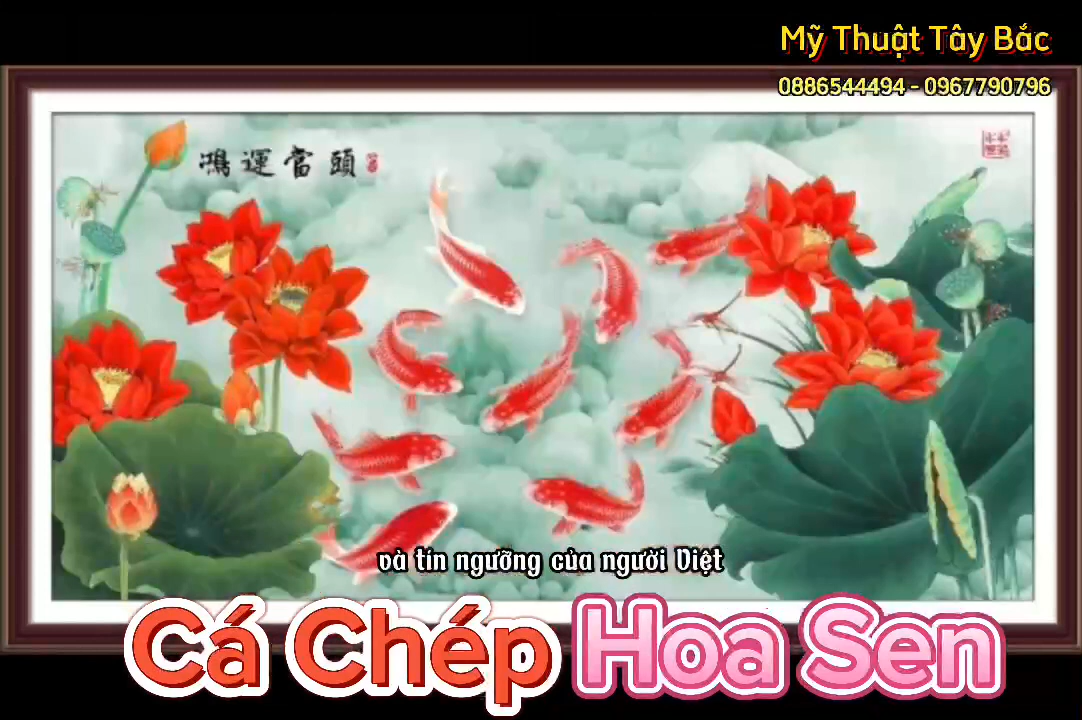 Mỹ Thuật Tây Bắc
0886544494 - 0967790796
鴻運當頭
và tín ngưỡng của người Việt
Cá Chép Hoa Sen